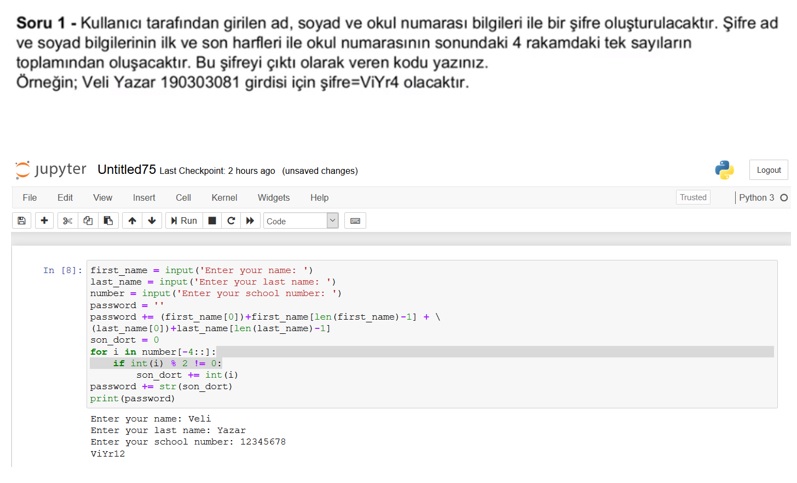 Soru 1 - Kullanıcı tarafından girilen ad, soyad ve okul numarası bilgileri ile bir şifre oluşturulacaktır. Şifre ad
ve soyad bilgilerinin ilk ve son harfleri ile okul numarasının sonundaki 4 rakamdaki tek sayıların
toplamından oluşacaktır. Bu şifreyi çıktı olarak veren kodu yazınız.
Örneğin; Veli Yazar 190303081 girdisi için şifre=ViYr4 olacaktır.
jupyter Untitled75 Last Checkpoint: 2 hours ago (unsaved changes) Logout
File Edit View Insert Cell Kernel Widgets Help Trusted Python 3
Run Code
In [8]: first_name = input('Enter your name: ')
last_name = input('Enter your last name: ')
number = input('Enter your school number: ')
password = ''
password += (first_name[0])+first_name[len(first_name)-1] + \
(last_name[0])+last_name[len(last_name)-1]
son_dort = 0
for i in number[-4::]:
    if int(i) % 2 != 0:
        son_dort += int(i)
password += str(son_dort)
print(password)
Enter your name: Veli
Enter your last name: Yazar
Enter your school number: 12345678
ViYr12